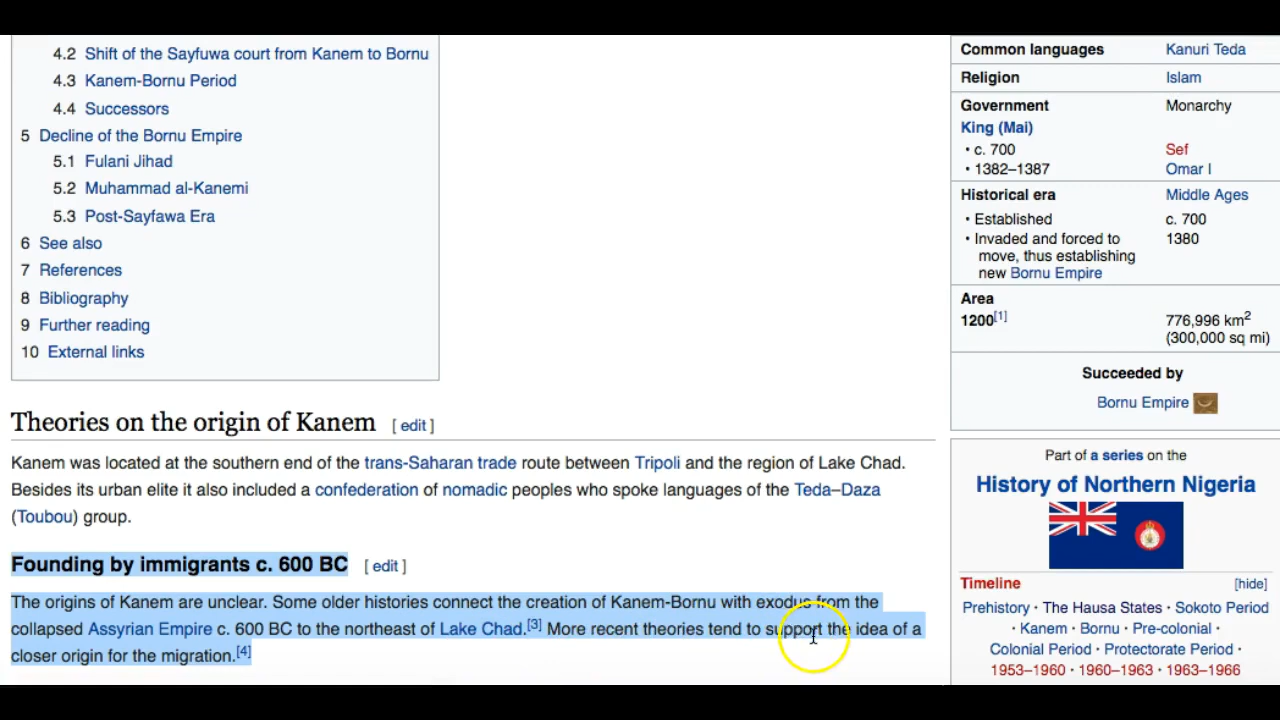 4.2 Shift of the Sayfuwa court from Kanem to Bornu
4.3 Kanem-Bornu Period
4.4 Successors
5 Decline of the Bornu Empire
5.1 Fulani Jihad
5.2 Muhammad al-Kanemi
5.3 Post-Sayfawa Era
6 See also
7 References
8 Bibliography
9 Further reading
10 External links
Theories on the origin of Kanem [ edit ]
Kanem was located at the southern end of the trans-Saharan trade route between Tripoli and the region of Lake Chad.
Besides its urban elite it also included a confederation of nomadic peoples who spoke languages of the Teda–Daza
(Toubou) group.
Founding by immigrants c. 600 BC [ edit ]
The origins of Kanem are unclear. Some older histories connect the creation of Kanem-Bornu with exodus from the
collapsed Assyrian Empire c. 600 BC to the northeast of Lake Chad.[3] More recent theories tend to support the idea of a
closer origin for the migration.[4]
Common languages Kanuri Teda
Religion Islam
Government Monarchy
King (Mai)
• c. 700 Sef
• 1382–1387 Omar I
Historical era Middle Ages
• Established c. 700
• Invaded and forced to 1380
move, thus establishing
new Bornu Empire
Area
1200[1] 776,996 km2
(300,000 sq mi)
Succeeded by
Bornu Empire
Part of a series on the
History of Northern Nigeria
Timeline [hide]
Prehistory · The Hausa States · Sokoto Period
· Kanem · Bornu · Pre-colonial ·
Colonial Period · Protectorate Period ·
1953–1960 · 1960–1963 · 1963–1966